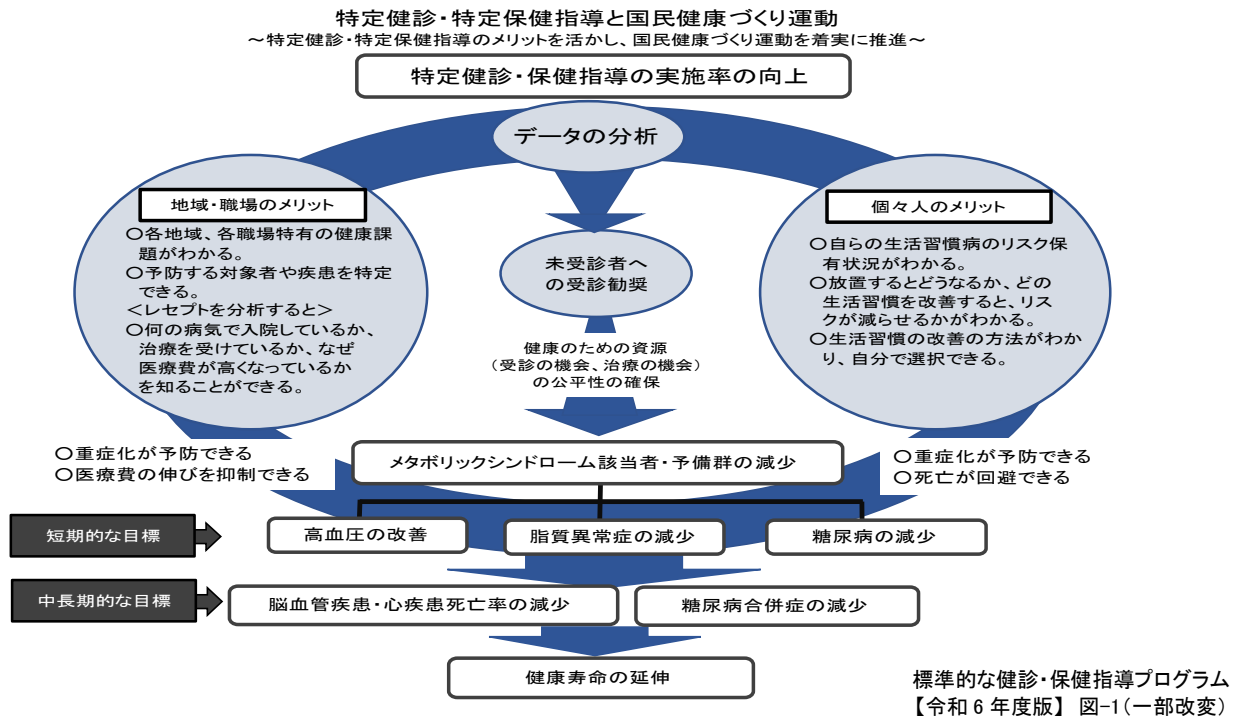 特定健診・特定保健指導と国民健康づくり運動
～特定健診・特定保健指導のメリットを活かし、国民健康づくり運動を着実に推進～
特定健診・保健指導の実施率の向上
データの分析
地域・職場のメリット
○各地域、各職場特有の健康課
題がわかる。
○予防する対象者や疾患を特定
できる。
＜レセプトを分析すると＞
○何の病気で入院しているか、
治療を受けているか、なぜ
医療費が高くなっているか
を知ることができる。
未受診者へ
の受診勧奨
健康のための資源
（受診の機会、治療の機会）
の公平性の確保
個々人のメリット
○自らの生活習慣病のリスク保
有状況がわかる。
○放置するとどうなるか、どの
生活習慣を改善すると、リス
クが減らせるかがわかる。
○生活習慣の改善の方法がわか
り、自分で選択できる。
○重症化が予防できる
○医療費の伸びを抑制できる
メタボリックシンドローム該当者・予備群の減少
○重症化が予防できる
○死亡が回避できる
短期的な目標
高血圧の改善
脂質異常症の減少
糖尿病の減少
中長期的な目標
脳血管疾患・心疾患死亡率の減少
糖尿病合併症の減少
健康寿命の延伸
標準的な健診・保健指導プログラム
【令和6年度版】 図-1（一部改変）